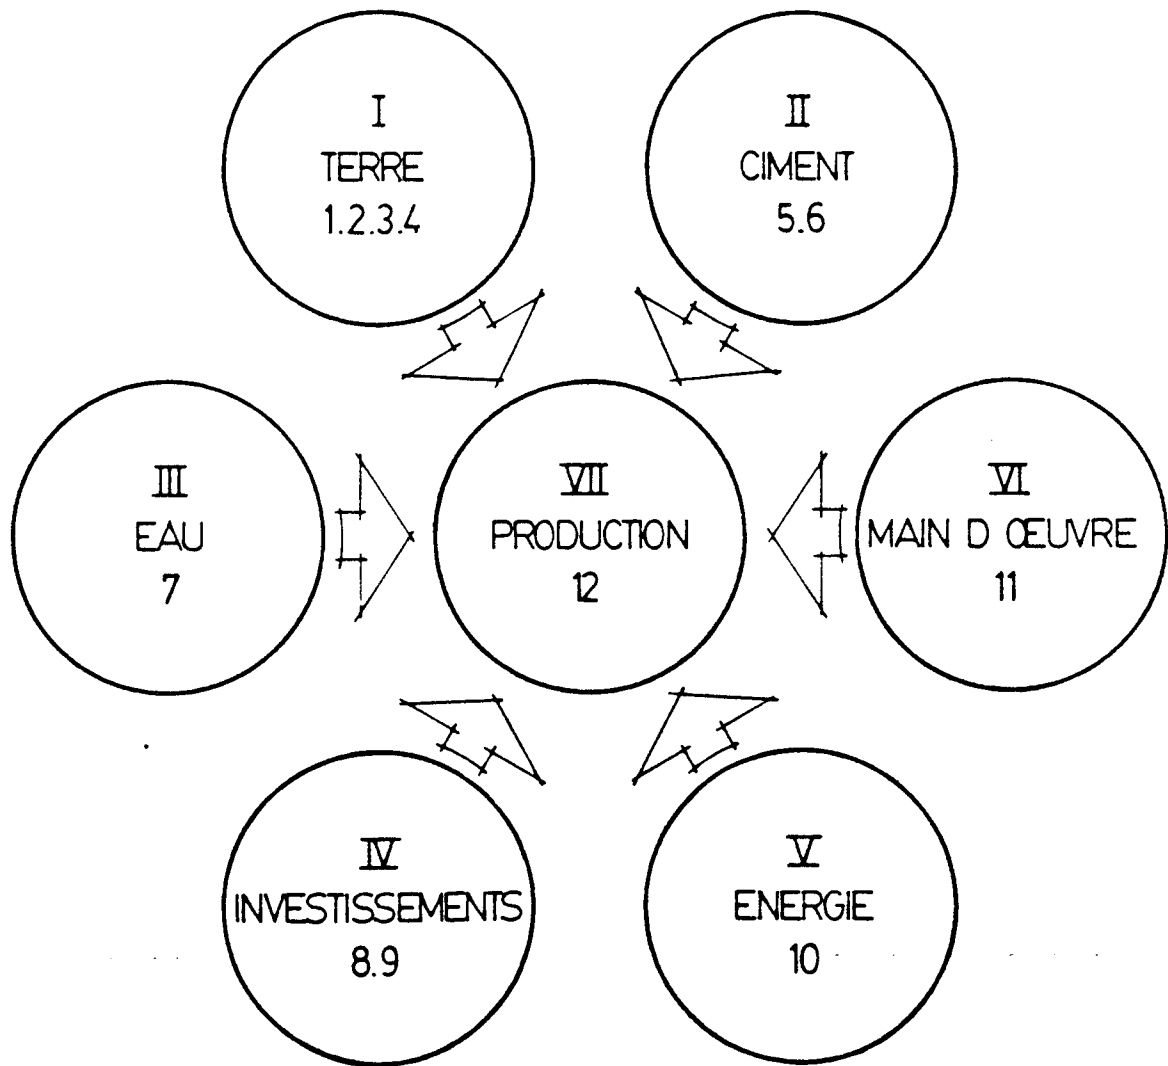 I
TERRE
1.2.3.4
II
CIMENT
5.6
III
EAU
7
VII
PRODUCTION
12
VI
MAIN D ŒUVRE
11
IV
INVESTISSEMENTS
8.9
V
ENERGIE
10